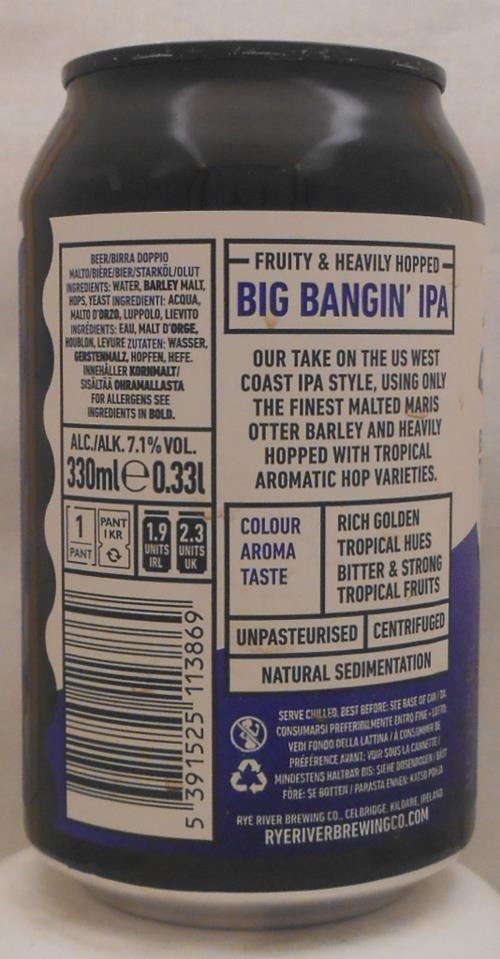 BEER/BIRRA DOPPIO
MALTO/BIÈRE/BIER/STARKÖL/OLUT
INGREDIENTS: WATER, BARLEY MALT,
HOPS, YEAST INGREDIENTI: ACQUA,
MALTO D'ORZO, LUPPOLO, LIEVITO
INGRÉDIENTS: EAU, MALT D'ORGE,
HOUBLON, LEVURE ZUTATEN: WASSER,
GERSTENMALZ, HOPFEN, HEFE.
INNEHÅLLER KORNMALT/
SISÄLTÄÄ OHRAMALLASTA
FOR ALLERGENS SEE
INGREDIENTS IN BOLD.
ALC./ALK. 7.1% VOL.
330ml e 0.33l
1
PANT
PANT
1 KR
1.9
UNITS
IRL
2.3
UNITS
UK
5 391525 113869
FRUITY & HEAVILY HOPPED
BIG BANGIN' IPA
OUR TAKE ON THE US WEST
COAST IPA STYLE, USING ONLY
THE FINEST MALTED MARIS
OTTER BARLEY AND HEAVILY
HOPPED WITH TROPICAL
AROMATIC HOP VARIETIES.
COLOUR
AROMA
TASTE
RICH GOLDEN
TROPICAL HUES
BITTER & STRONG
TROPICAL FRUITS
UNPASTEURISED
CENTRIFUGED
NATURAL SEDIMENTATION
SERVE CHILLED. BEST BEFORE: SEE BASE OF CAN / DA
CONSUMARSI PREFERIBILMENTE ENTRO FINE - LOTTO:
VEDI FONDO DELLA LATTINA / À CONSOMMER DE
PRÉFÉRENCE AVANT: VOIR SOUS LA CANNETTE /
MINDESTENS HALTBAR BIS: SIEHE DOSENBODEN / BÄST
FÖRE: SE BOTTEN / PARASTA ENNEN: KATSO POHJA
RYE RIVER BREWING CO., CELBRIDGE, KILDARE, IRELAND
RYERIVERBREWINGCO.COM